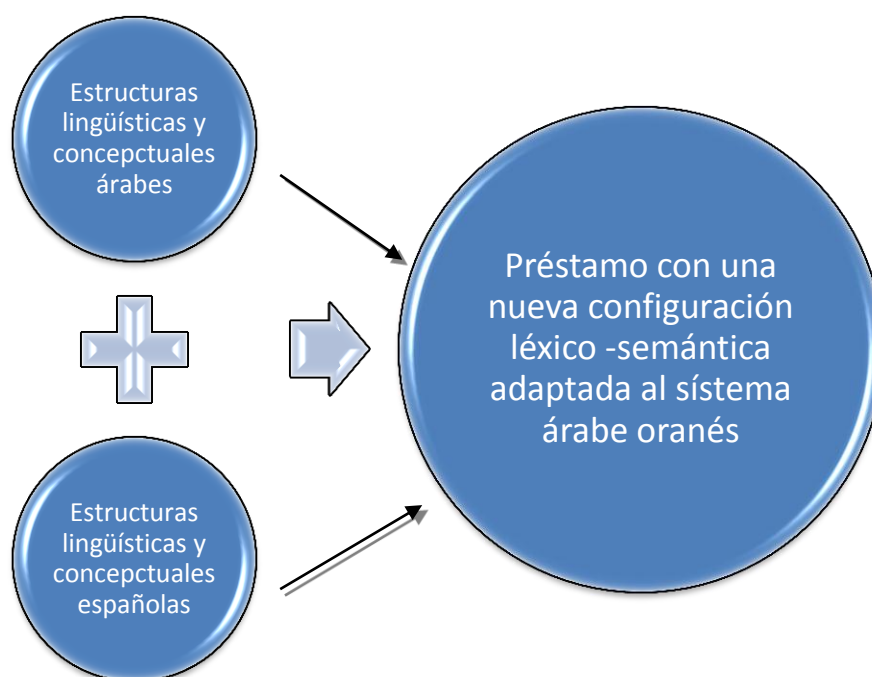 Estructuras
lingüísticas y
concepctuales
árabes
Préstamo con una
nueva configuración
léxico -semántica
adaptada al sístema
árabe oranés
Estructuras
lingüísticas y
concepctuales
españolas